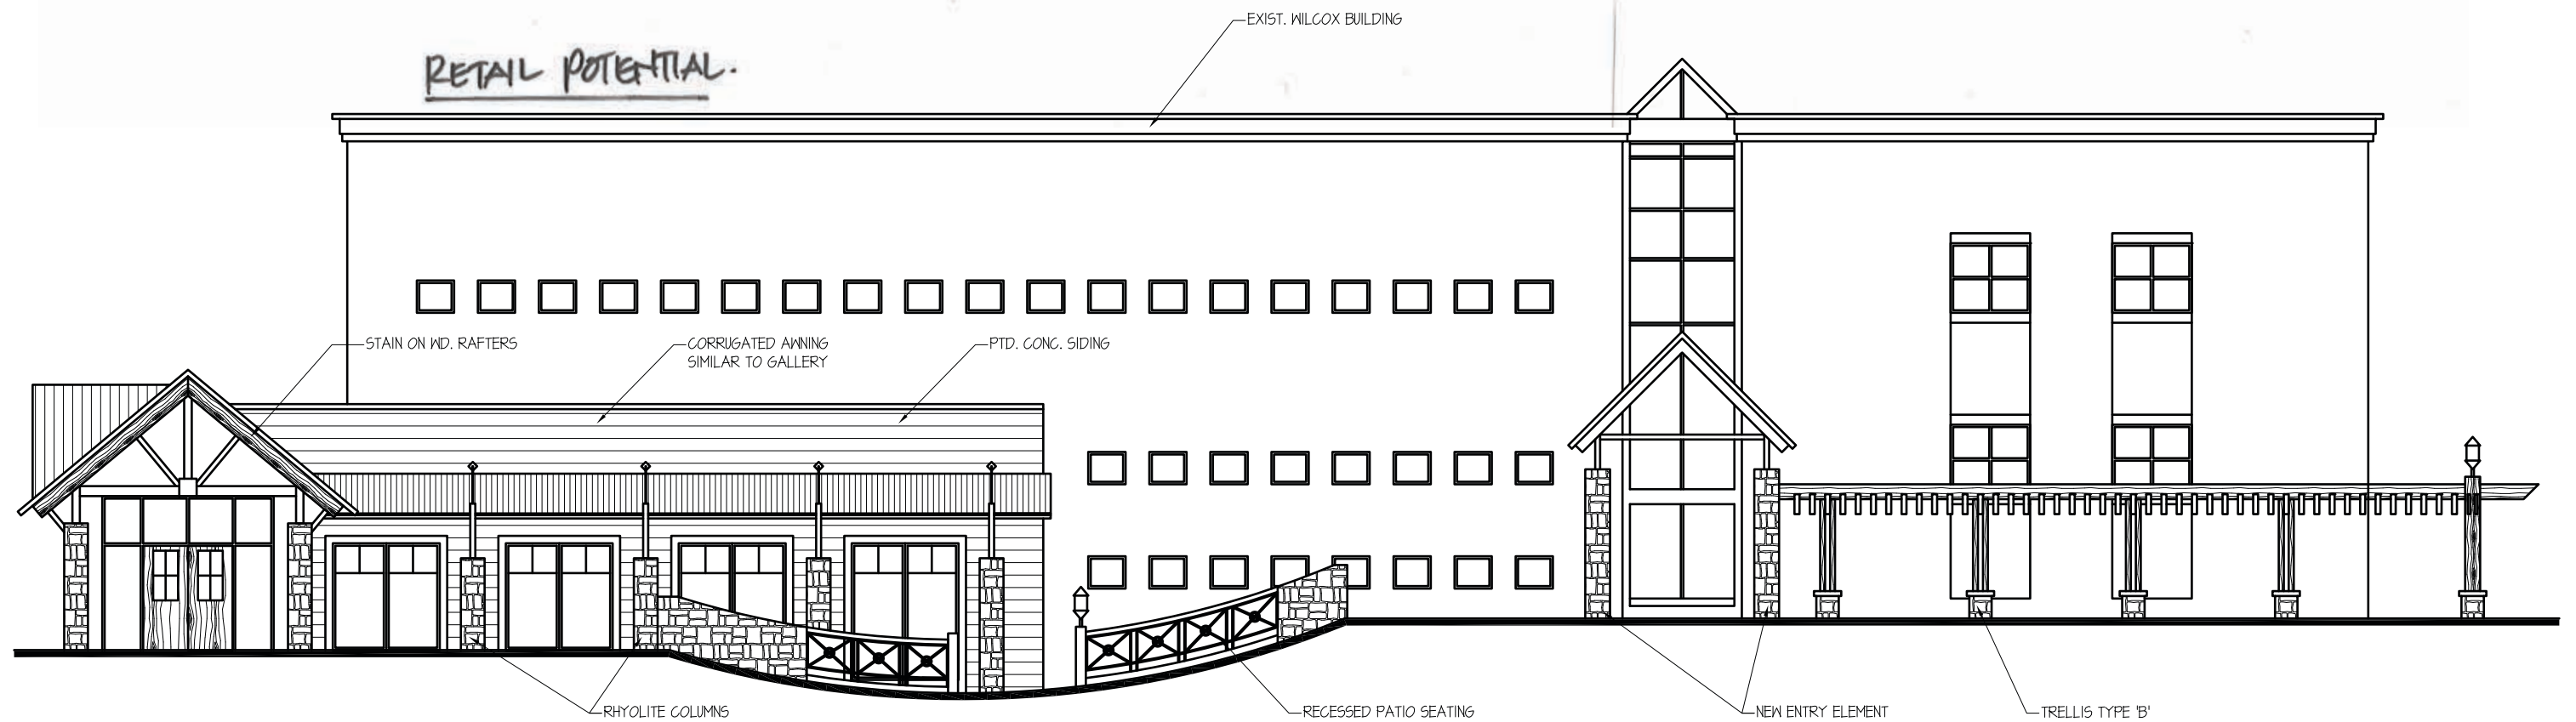 EXIST. WILCOX BUILDING
RETAIL POTENTIAL.
STAIN ON WD. RAFTERS
CORRUGATED AWNING
SIMILAR TO GALLERY
PTD. CONC. SIDING
RHYOLITE COLUMNS
RECESSED PATIO SEATING
NEW ENTRY ELEMENT
TRELLIS TYPE 'B'